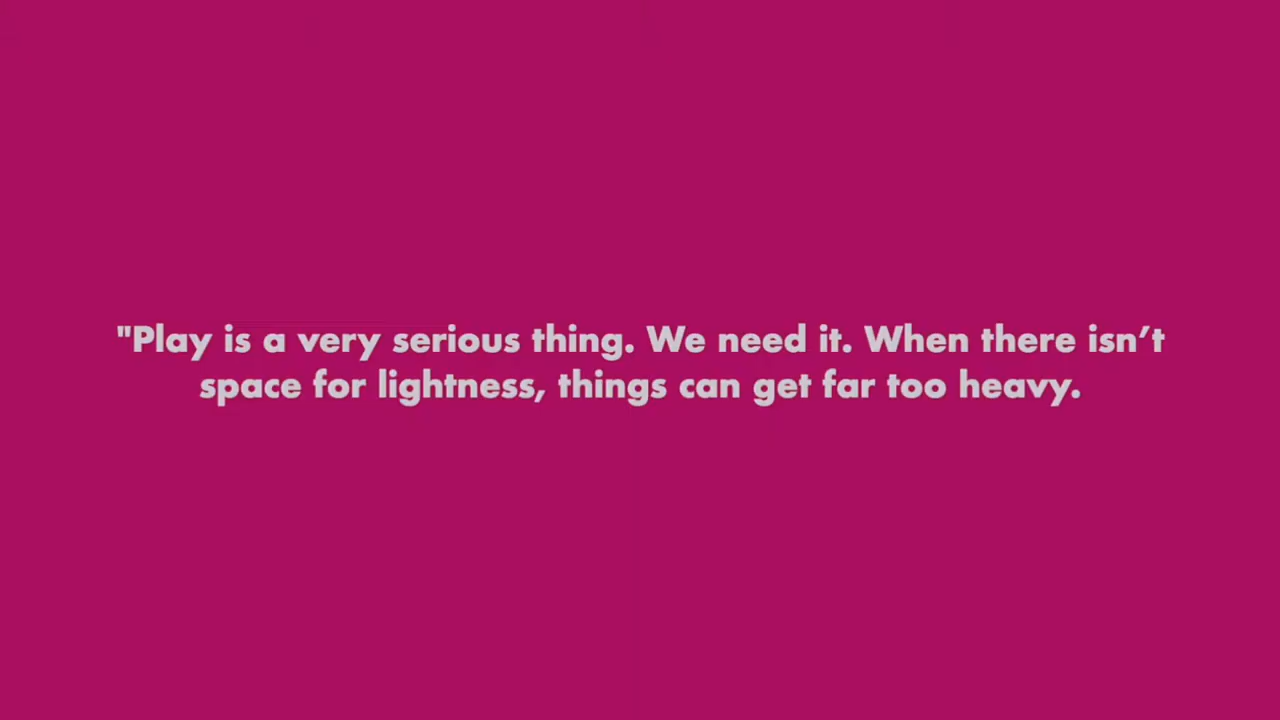 "Play is a very serious thing. We need it. When there isn’t
space for lightness, things can get far too heavy.